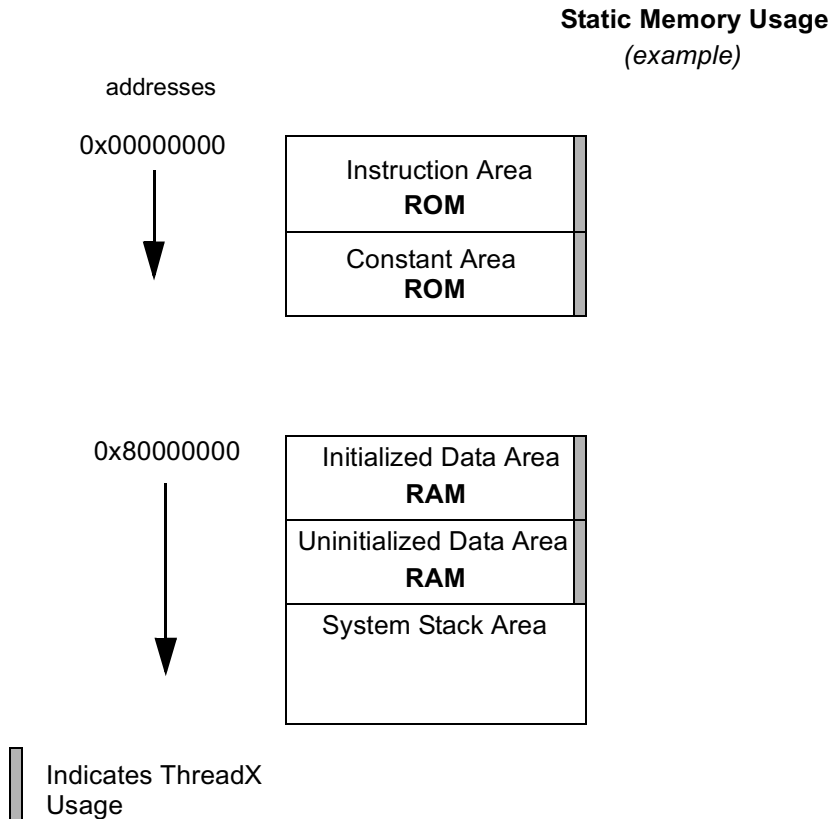 Static Memory Usage
(example)
addresses
0x00000000
Instruction Area
ROM
Constant Area
ROM
0x80000000
Initialized Data Area
RAM
Uninitialized Data Area
RAM
System Stack Area
Indicates ThreadX
Usage